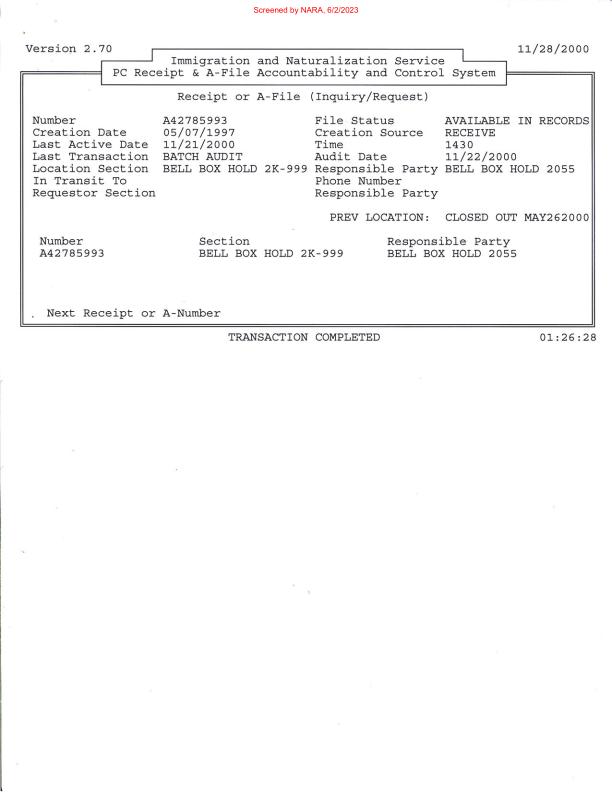 Screened by NARA, 6/2/2023
Version 2.70 11/28/2000
Immigration and Naturalization Service
PC Receipt & A-File Accountability and Control System
Receipt or A-File (Inquiry/Request)
Number A42785993 File Status AVAILABLE IN RECORDS
Creation Date 05/07/1997 Creation Source RECEIVE
Last Active Date 11/21/2000 Time 1430
Last Transaction BATCH AUDIT Audit Date 11/22/2000
Location Section BELL BOX HOLD 2K-999 Responsible Party BELL BOX HOLD 2055
In Transit To Phone Number
Requestor Section Responsible Party
PREV LOCATION: CLOSED OUT MAY262000
Number Section Responsible Party
A42785993 BELL BOX HOLD 2K-999 BELL BOX HOLD 2055
. Next Receipt or A-Number
TRANSACTION COMPLETED 01:26:28